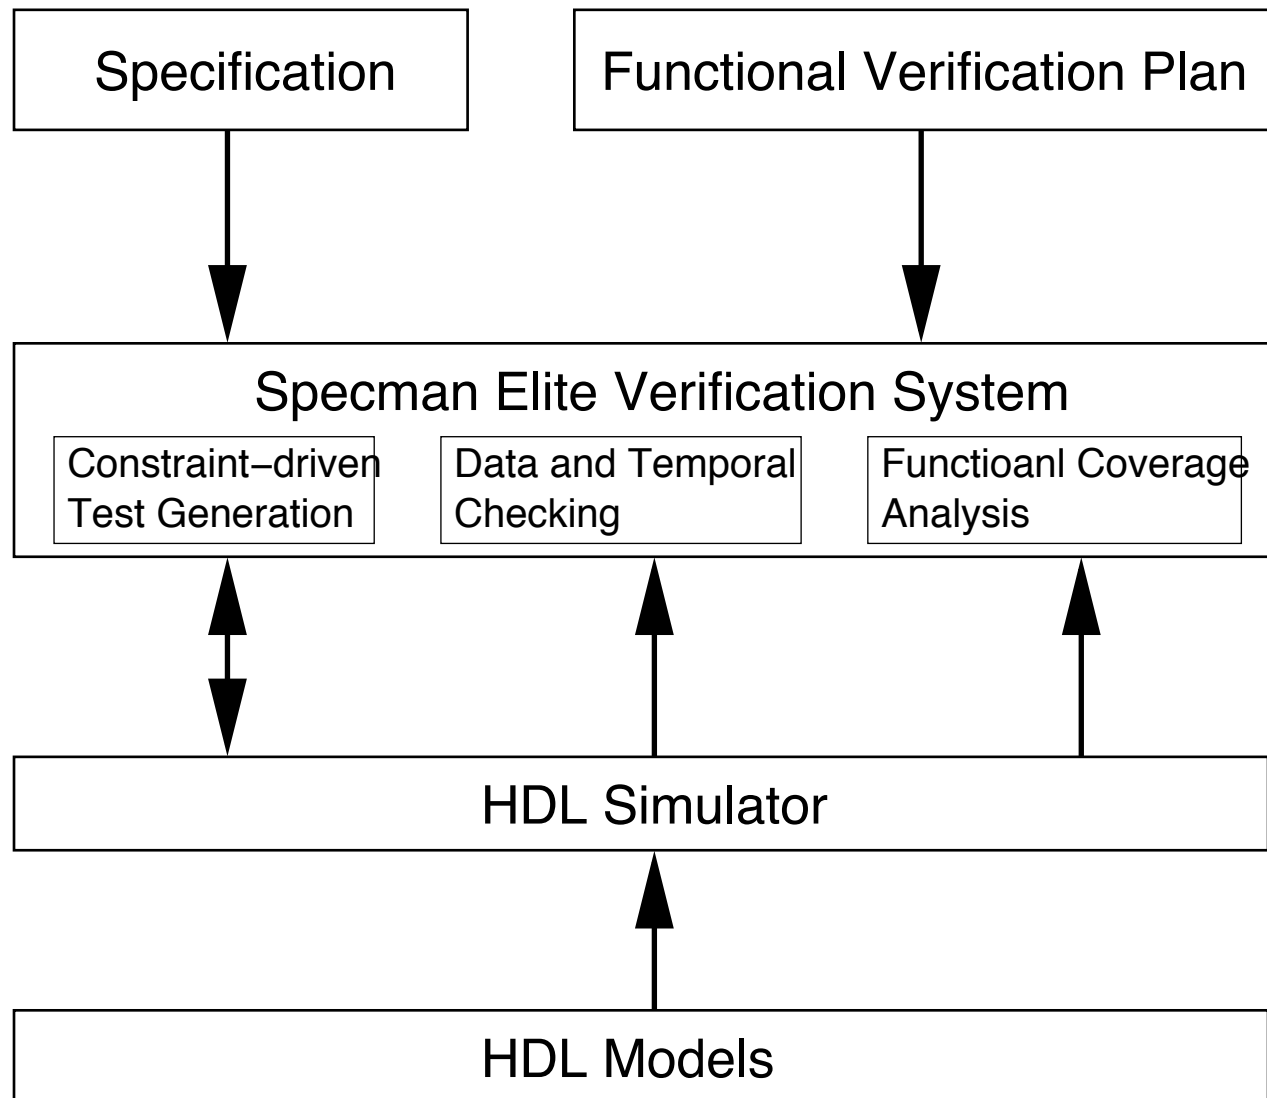 Specification
Functional Verification Plan
Specman Elite Verification System
Constraint−driven
Test Generation
Data and Temporal
Checking
Functioanl Coverage
Analysis
HDL Simulator
HDL Models